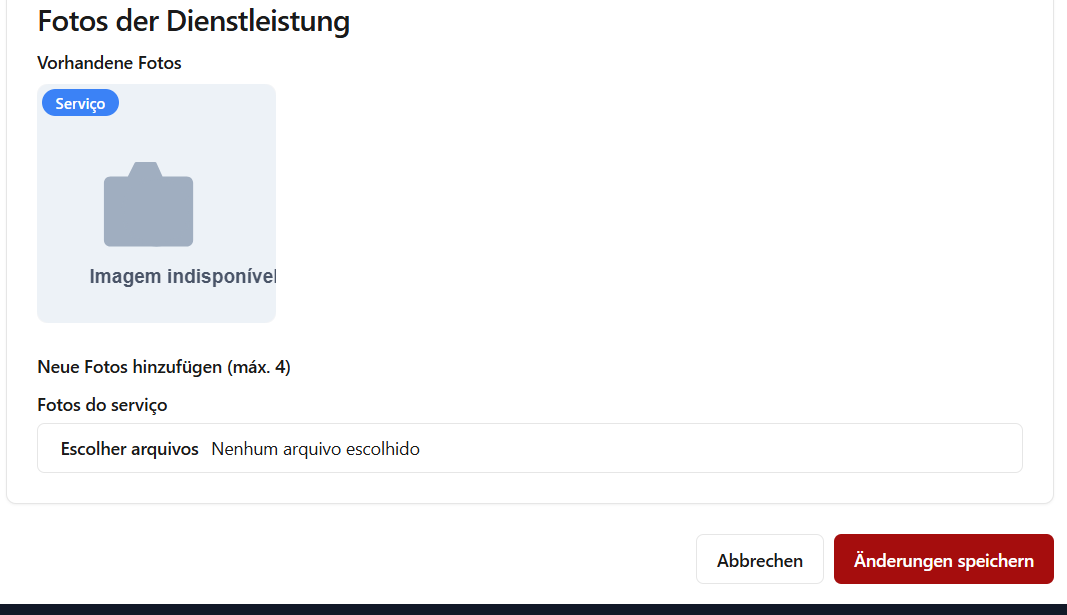 Fotos der Dienstleistung
Vorhandene Fotos
Serviço
Imagem indisponível
Neue Fotos hinzufügen (máx. 4)
Fotos do serviço
Escolher arquivos Nenhum arquivo escolhido
Abbrechen
Änderungen speichern